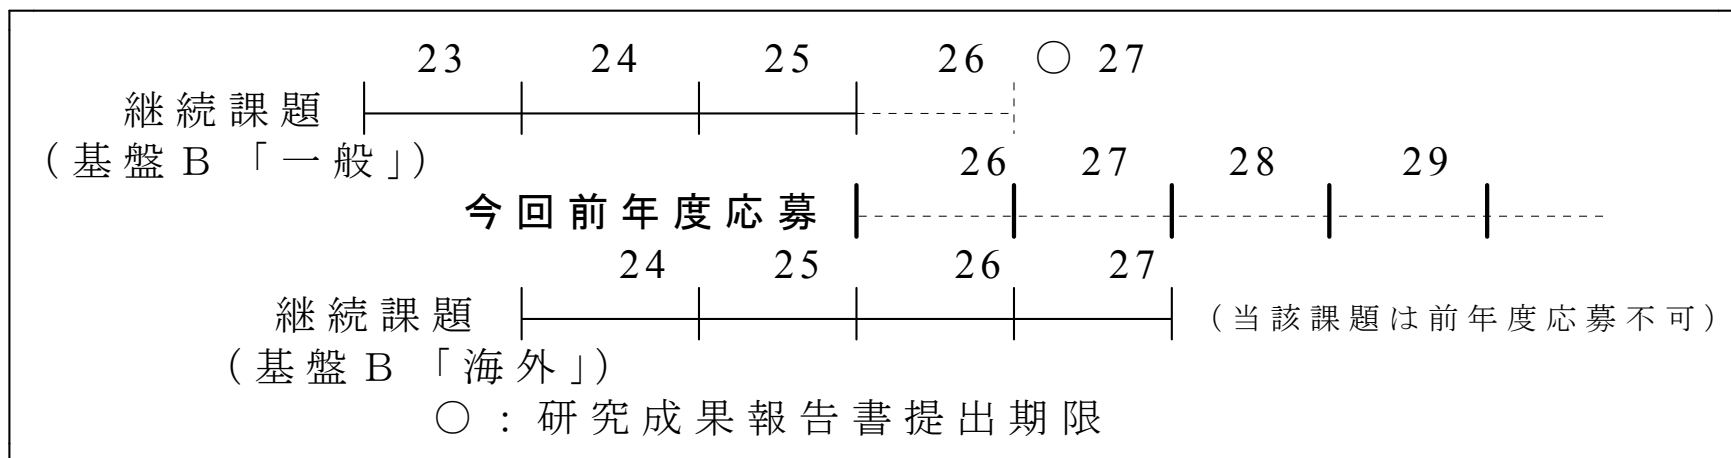 23 24 25 26 ○ 27
継続課題
（基盤B「一般」）
26 27 28 29
今回前年度応募
24 25 26 27
継続課題 （当該課題は前年度応募不可）
（基盤B「海外」）
○：研究成果報告書提出期限